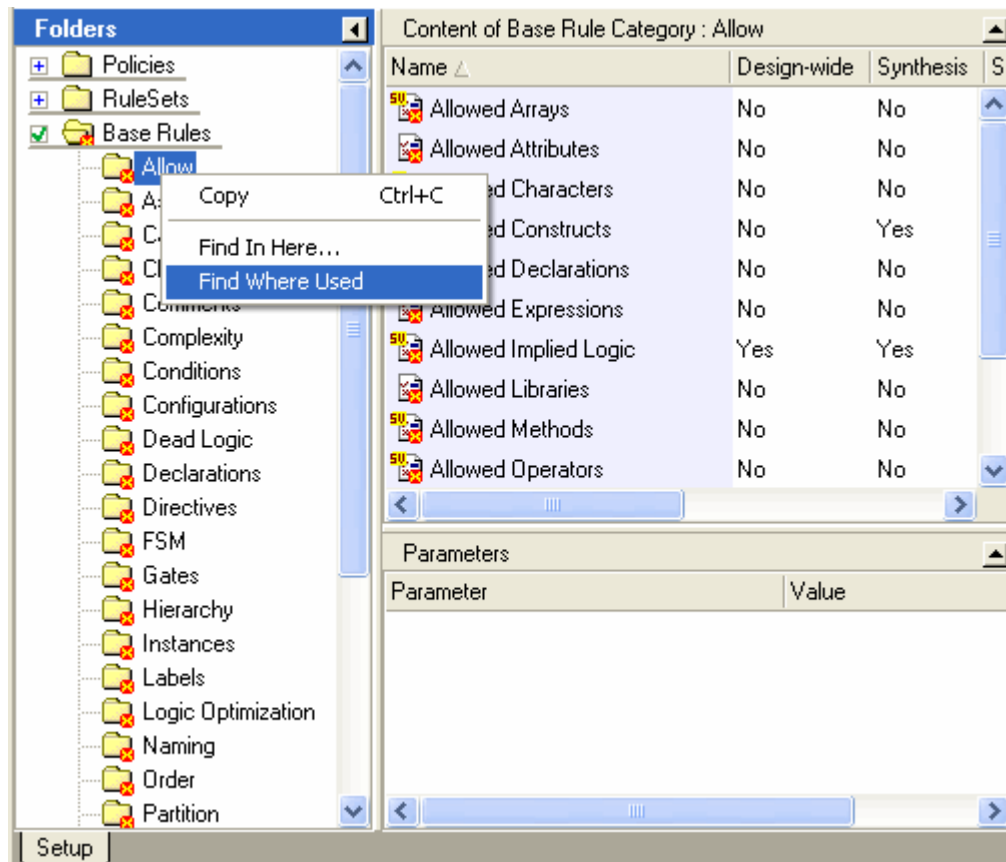 Folders
Policies
RuleSets
Base Rules
Allow
Copy Ctrl+C
Find In Here...
Find Where Used
Complexity
Conditions
Configurations
Dead Logic
Declarations
Directives
FSM
Gates
Hierarchy
Instances
Labels
Logic Optimization
Naming
Order
Partition
Setup
Content of Base Rule Category : Allow
Name Design-wide Synthesis S
Allowed Arrays No No
Allowed Attributes No No
Characters No No
Constructs No Yes
Declarations No No
Allowed Expressions No No
Allowed Implied Logic Yes Yes
Allowed Libraries No No
Allowed Methods No No
Allowed Operators No No
Parameters
Parameter Value